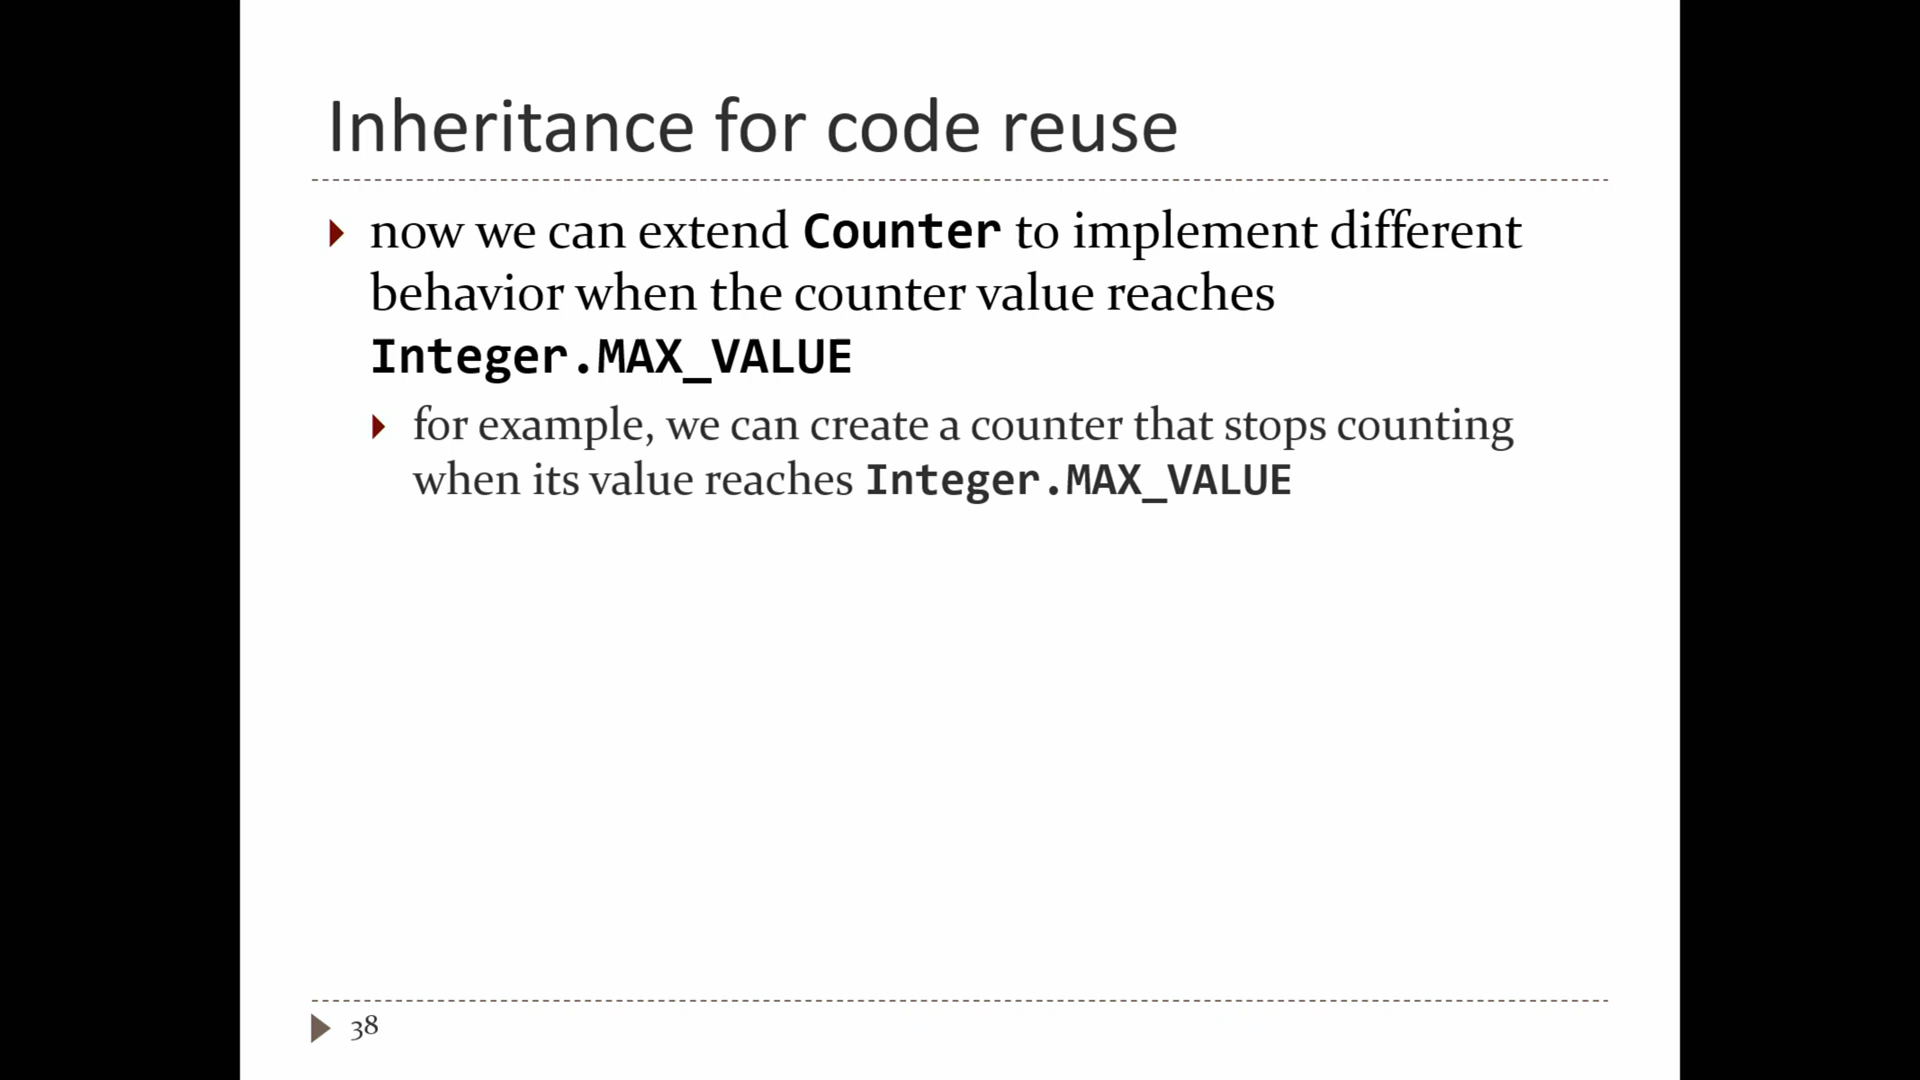 Inheritance for code reuse
now we can extend Counter to implement different
behavior when the counter value reaches
Integer.MAX_VALUE
for example, we can create a counter that stops counting
when its value reaches Integer.MAX_VALUE
38